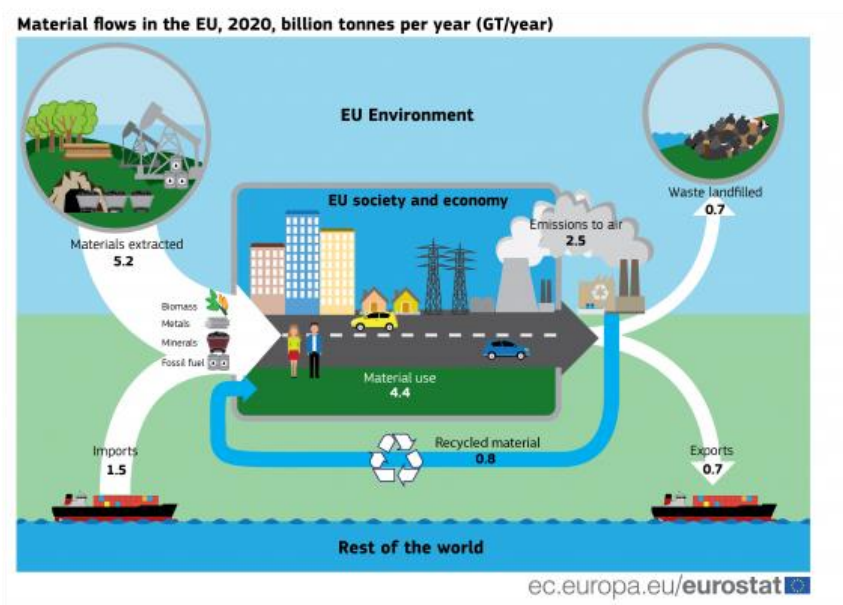 Material flows in the EU, 2020, billion tonnes per year (GT/year)
EU Environment
Waste landfilled
0.7
EU society and economy
Emissions to air
2.5
Materials extracted
5.2
Biomass
Metals
Minerals
Fossil fuel
Material use
4.4
Imports
1.5
Recycled material
0.8
Exports
0.7
Rest of the world
ec.europa.eu/eurostat